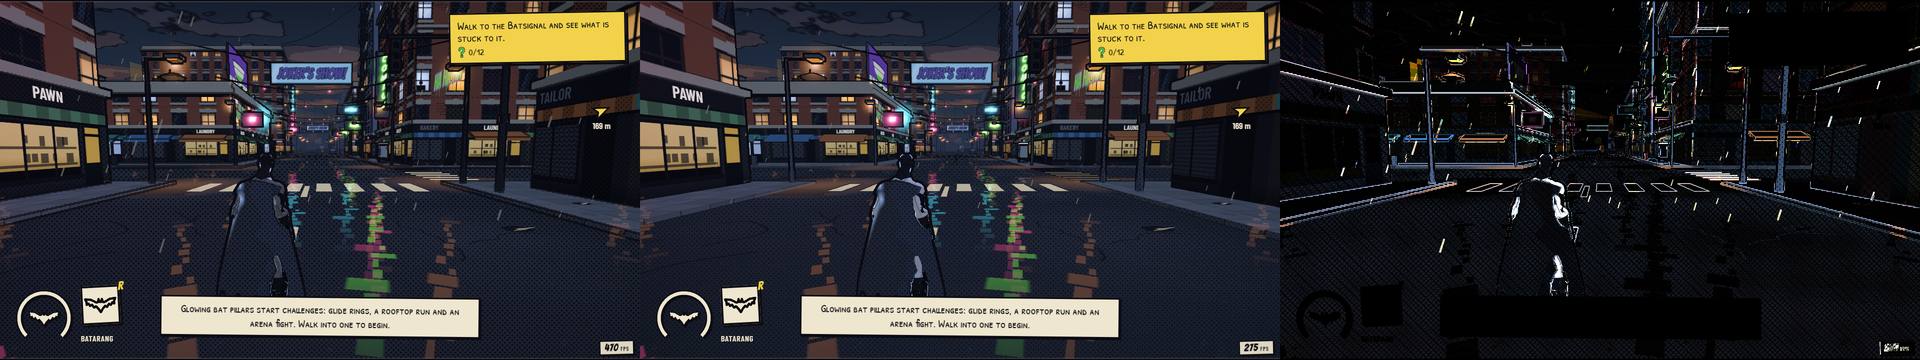 WALK TO THE BATSIGNAL AND SEE WHAT IS
STUCK TO IT.
? 0/12
JOKER'S SHOW!
PAWN
TAILOR
169 m
LAUNDRY
BAKERY
LAUN
GLOWING BAT PILLARS START CHALLENGES: GLIDE RINGS, A ROOFTOP RUN AND AN
ARENA FIGHT. WALK INTO ONE TO BEGIN.
R
BATARANG
470 FPS
WALK TO THE BATSIGNAL AND SEE WHAT IS
STUCK TO IT.
? 0/12
JOKER'S SHOW!
PAWN
TAILOR
169 m
LAUNDRY
BAKERY
LAUN
GLOWING BAT PILLARS START CHALLENGES: GLIDE RINGS, A ROOFTOP RUN AND AN
ARENA FIGHT. WALK INTO ONE TO BEGIN.
R
BATARANG
275 FPS